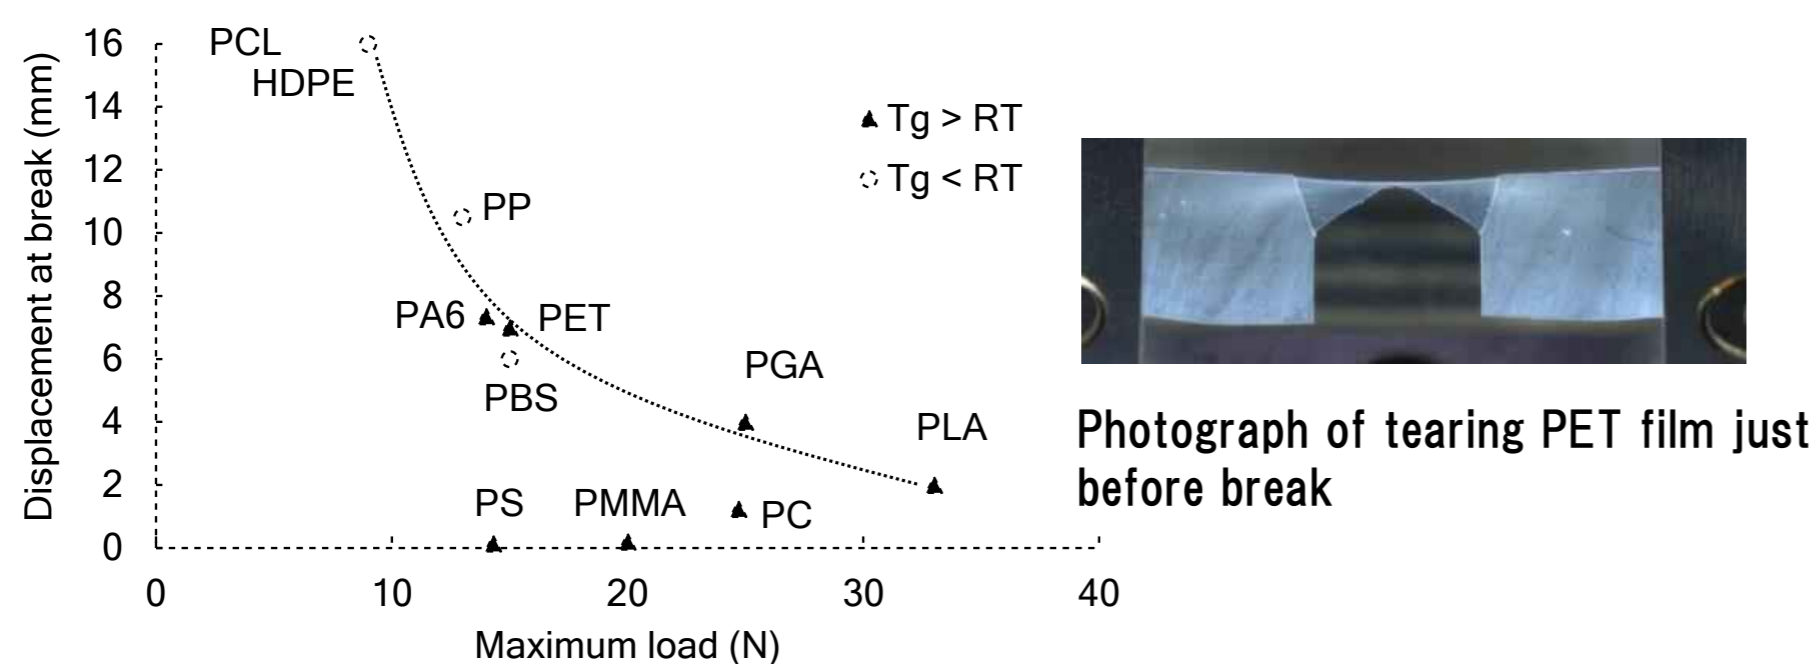 Displacement at break (mm)
16
14
12
10
8
6
4
2
0
PCL
HDPE
PP
PA6
PET
PBS
PGA
PLA
PS
PMMA
PC
Tg > RT
Tg < RT
0
10
20
30
40
Maximum load (N)
Photograph of tearing PET film just
before break